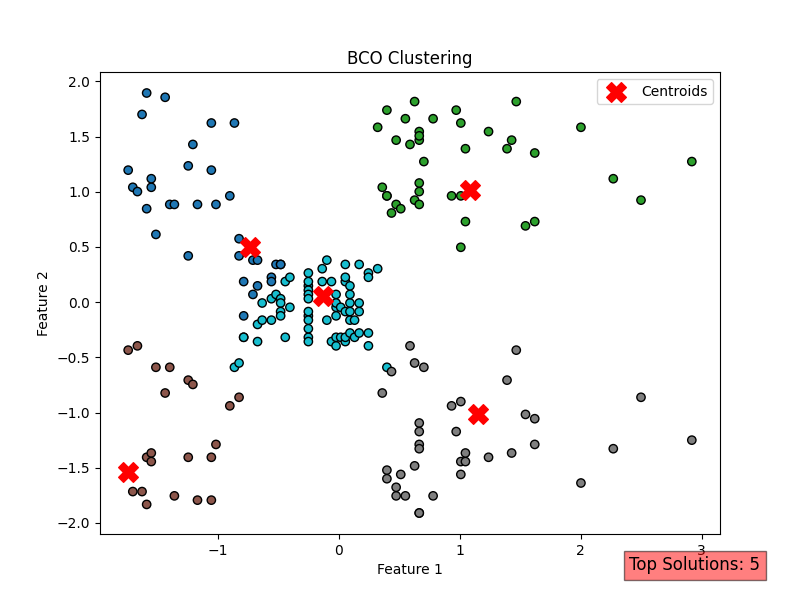 BCO Clustering
Centroids
2.0
1.5
1.0
0.5
0.0
−0.5
−1.0
−1.5
−2.0
Feature 2
−1
0
1
2
3
Feature 1
Top Solutions: 5